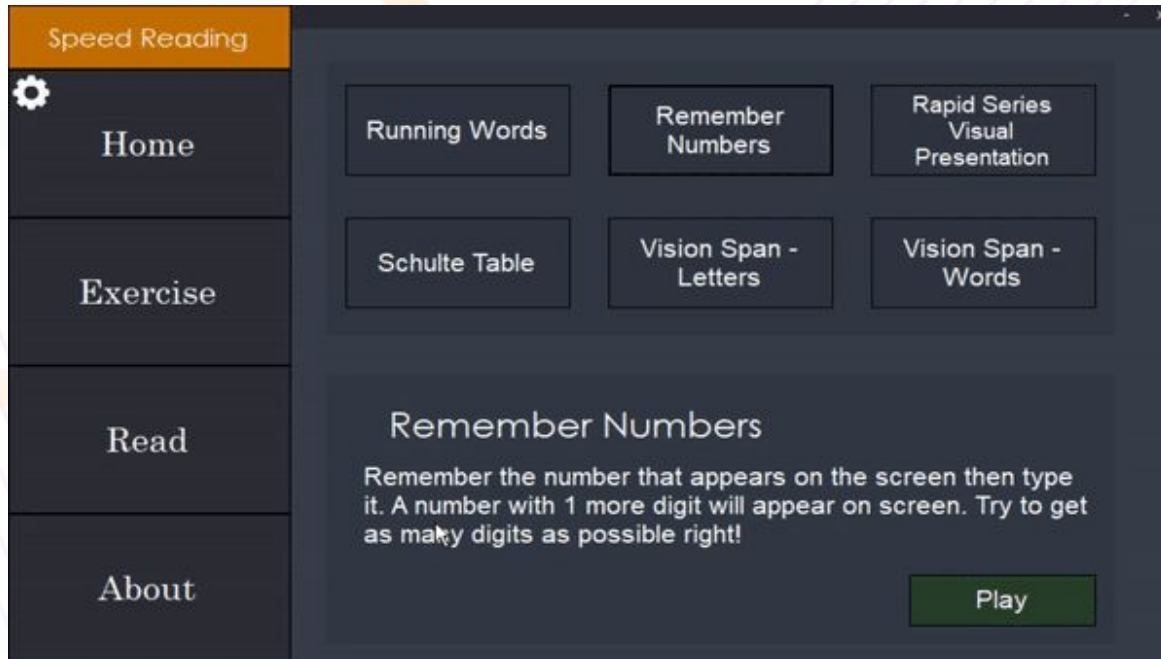 Speed Reading
Home
Exercise
Read
About
Running Words
Remember
Numbers
Rapid Series
Visual
Presentation
Schulte Table
Vision Span -
Letters
Vision Span -
Words
Remember Numbers
Remember the number that appears on the screen then type
it. A number with 1 more digit will appear on screen. Try to get
as many digits as possible right!
Play